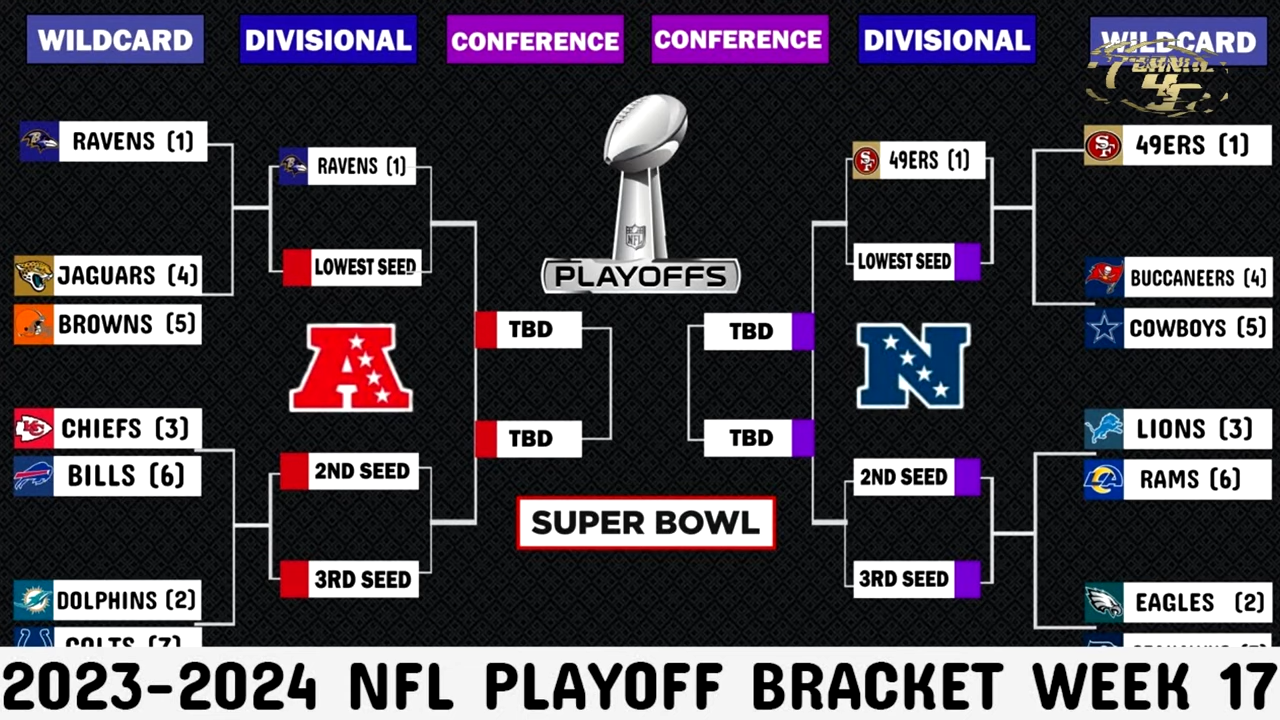 WILDCARD
DIVISIONAL
CONFERENCE
CONFERENCE
DIVISIONAL
WILDCARD
RAVENS (1)
JAGUARS (4)
BROWNS (5)
CHIEFS (3)
BILLS (6)
DOLPHINS (2)
COLTS (7)
RAVENS (1)
LOWEST SEED
2ND SEED
3RD SEED
TBD
TBD
NFL
PLAYOFFS
SUPER BOWL
TBD
TBD
49ERS (1)
LOWEST SEED
2ND SEED
3RD SEED
49ERS (1)
BUCCANEERS (4)
COWBOYS (5)
LIONS (3)
RAMS (6)
EAGLES (2)
2023-2024 NFL PLAYOFF BRACKET WEEK 17